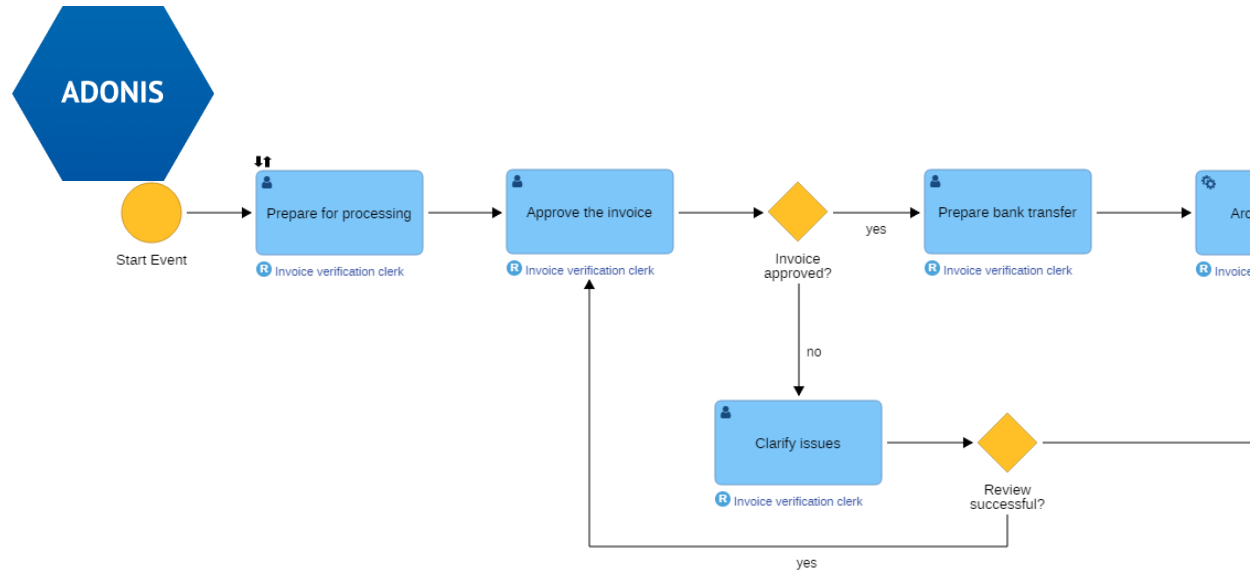 ADONIS
Start Event
Prepare for processing
R Invoice verification clerk
Approve the invoice
R Invoice verification clerk
Invoice
approved?
yes
Prepare bank transfer
R Invoice verification clerk
R Invoice
no
Clarify issues
R Invoice verification clerk
Review
successful?
yes